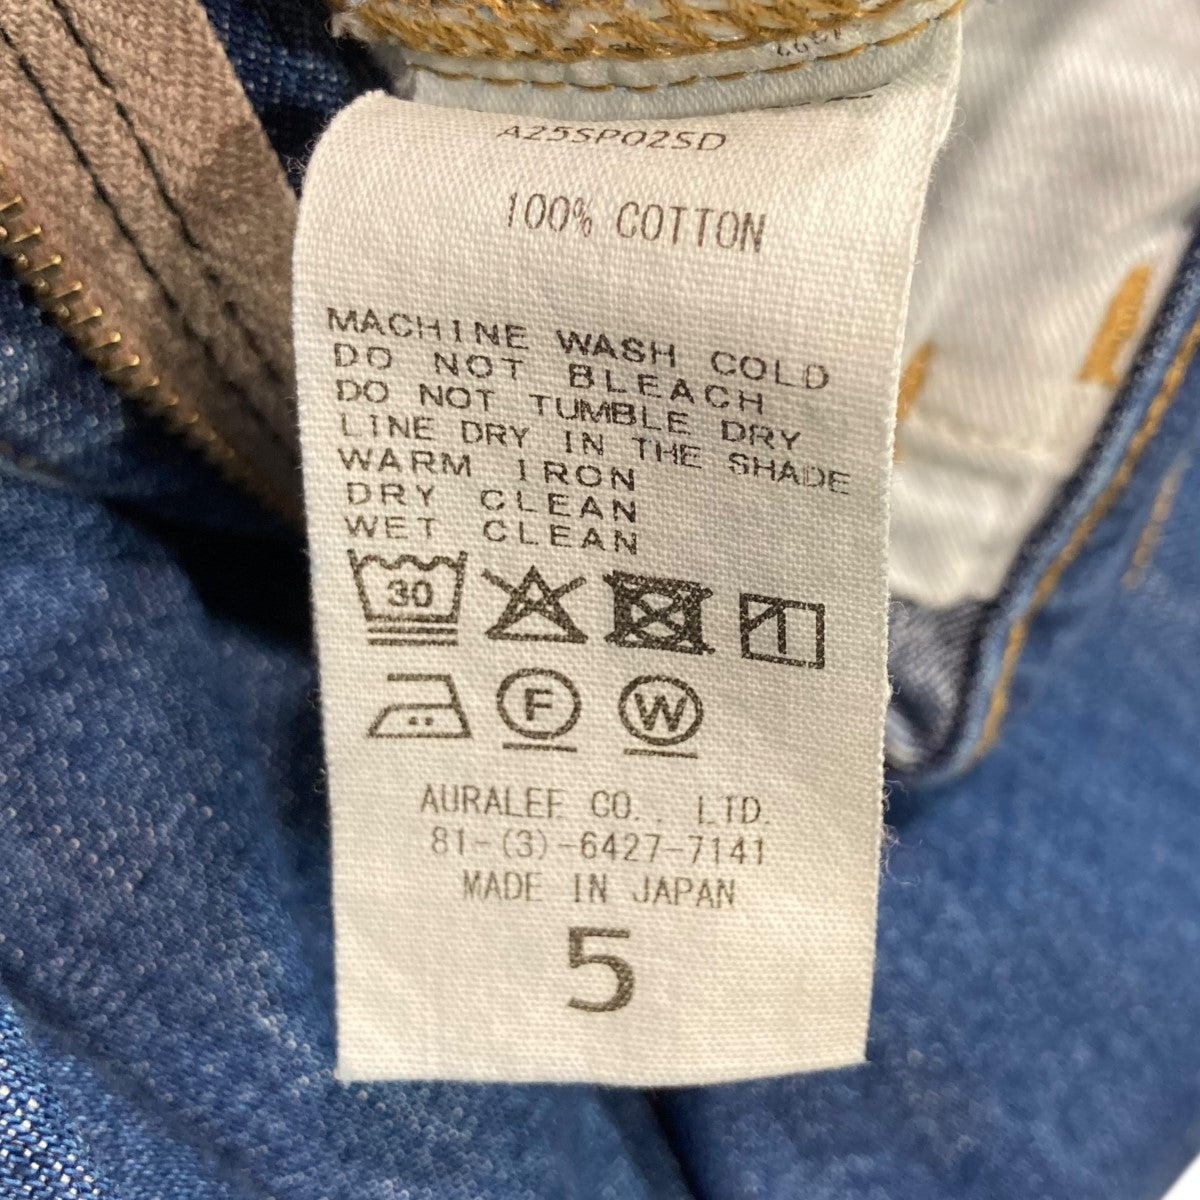 A25SP02SD
100% COTTON
MACHINE WASH COLD
DO NOT BLEACH
DO NOT TUMBLE DRY
LINE DRY IN THE SHADE
WARM IRON
DRY CLEAN
WET CLEAN
30
F W
AURALEE CO., LTD.
81-(3)-6427-7141
MADE IN JAPAN
5